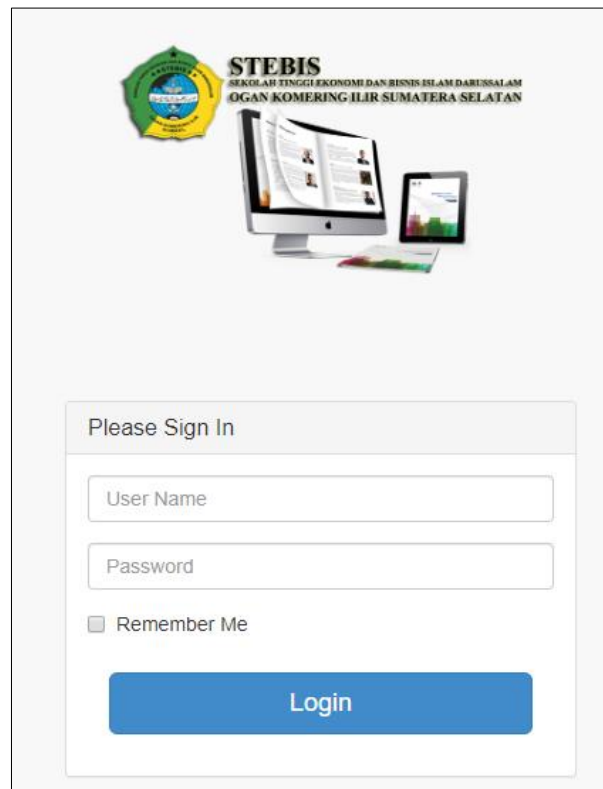 STEBIS
SEKOLAH TINGGI EKONOMI DAN BISNIS ISLAM DARUSSALAM
OGAN KOMERING ILIR SUMATERA SELATAN
Please Sign In
User Name
Password
Remember Me
Login